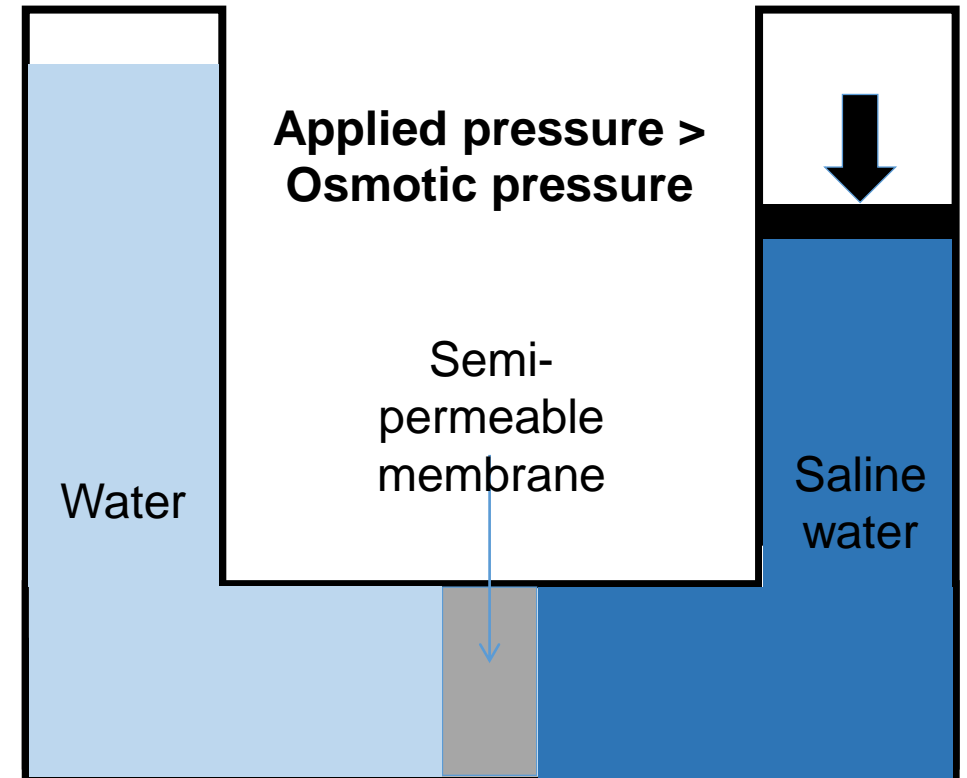 Applied pressure >
Osmotic pressure
Semi-
permeable
membrane
Water
Saline
water